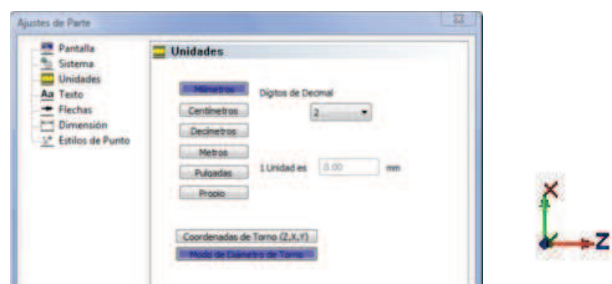 Ajustes de Parte
Pantalla
Sistema
Unidades
Aa Texto
Flechas
Dimensión
Estilos de Punto
Unidades
Milímetros
Centímetros
Decímetros
Metros
Pulgadas
Propio
Dígitos de Decimal
2
1 Unidad es 0.00 mm
Coordenadas de Torno (Z,X,Y)
Modo de Diámetro de Torno
X
Y
Z